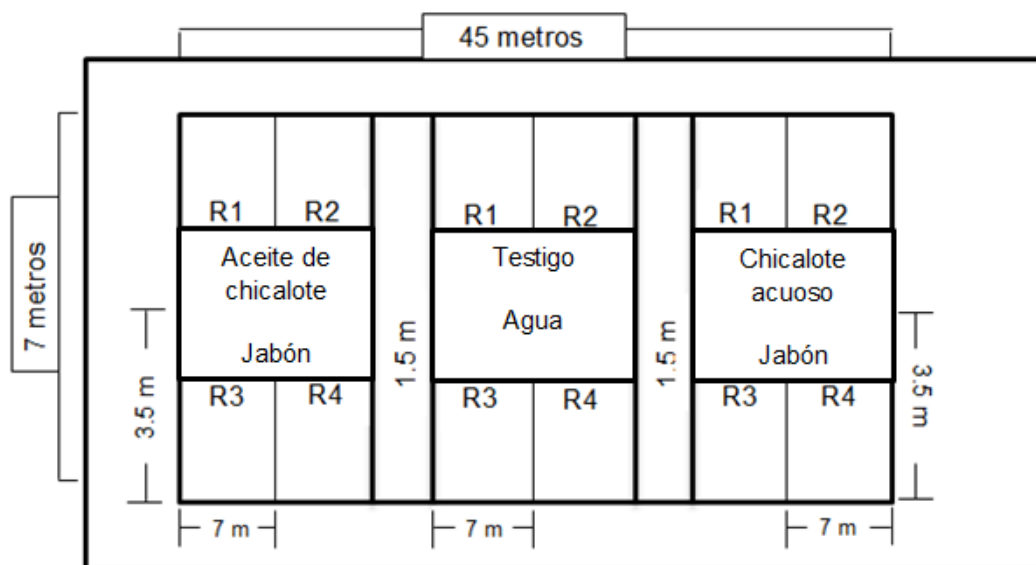 45 metros
7 metros
R1 R2
R1 R2
R1 R2
Aceite de
chicalote
Jabón
Testigo
Agua
Chicalote
acuoso
Jabón
R3 R4
R3 R4
R3 R4
1.5 m
1.5 m
3.5 m
3.5 m
7 m
7 m
7 m